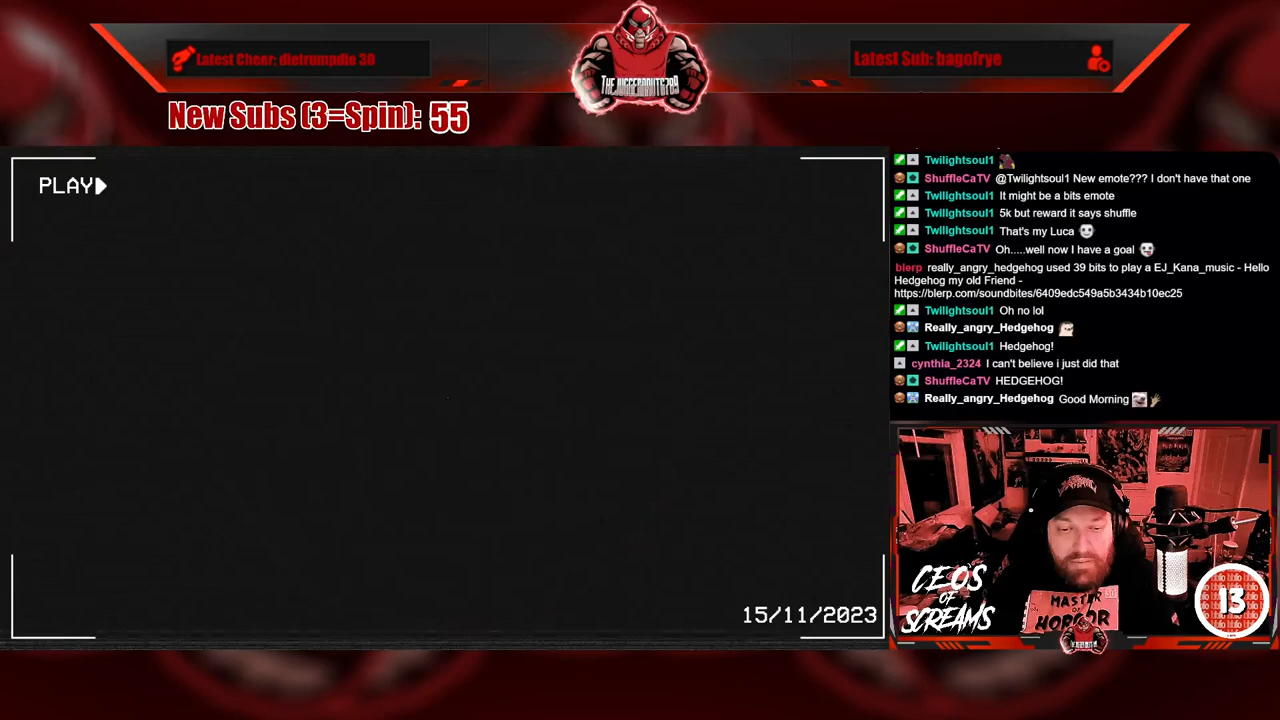 Latest Cheer: dietrumpdie 30
THEJUGGERNAUT6789
Latest Sub: bagofrye
New Subs (3=Spin): 55
PLAY
15/11/2023
Twilightsoul1
ShuffleCaTV @Twilightsoul1 New emote??? I don't have that one
Twilightsoul1 It might be a bits emote
Twilightsoul1 5k but reward it says shuffle
Twilightsoul1 That's my Luca
ShuffleCaTV Oh.....well now I have a goal
blerp really_angry_hedgehog used 39 bits to play a EJ_Kana_music - Hello
Hedgehog my old Friend -
https://blerp.com/soundbites/6409edc549a5b3434b10ec25
Twilightsoul1 Oh no lol
Really_angry_Hedgehog
Twilightsoul1 Hedgehog!
cynthia_2324 I can't believe i just did that
ShuffleCaTV HEDGEHOG!
Really_angry_Hedgehog Good Morning
CEO'S
OF
SCREAMS
MASTER
OF
HORROR
13